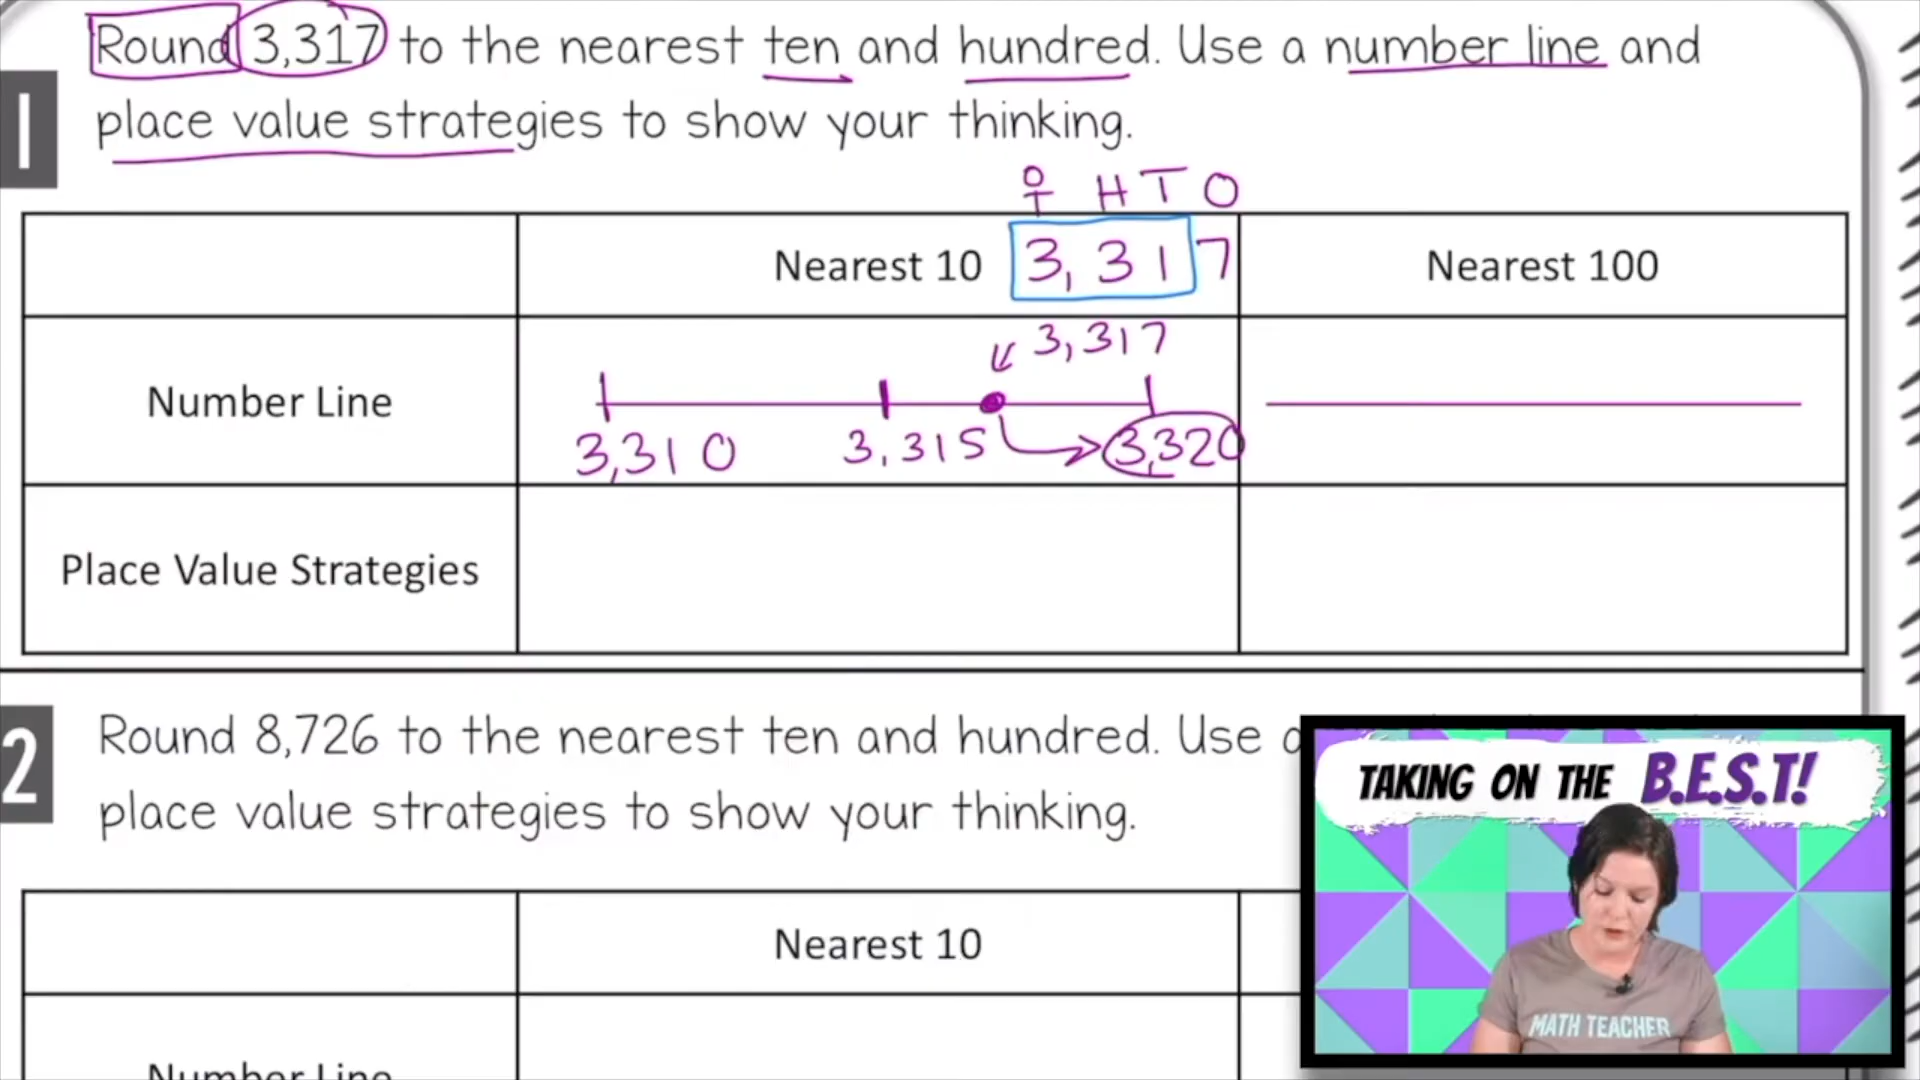 Round 3,317 to the nearest ten and hundred. Use a number line and
place value strategies to show your thinking.
1
T H T O
Nearest 10 3,317 Nearest 100
3,317
Number Line
3,310 3,315 3,320
Place Value Strategies
2
Round 8,726 to the nearest ten and hundred. Use a
place value strategies to show your thinking.
Nearest 10
Number Line
TAKING ON THE B.E.S.T!
MATH TEACHER